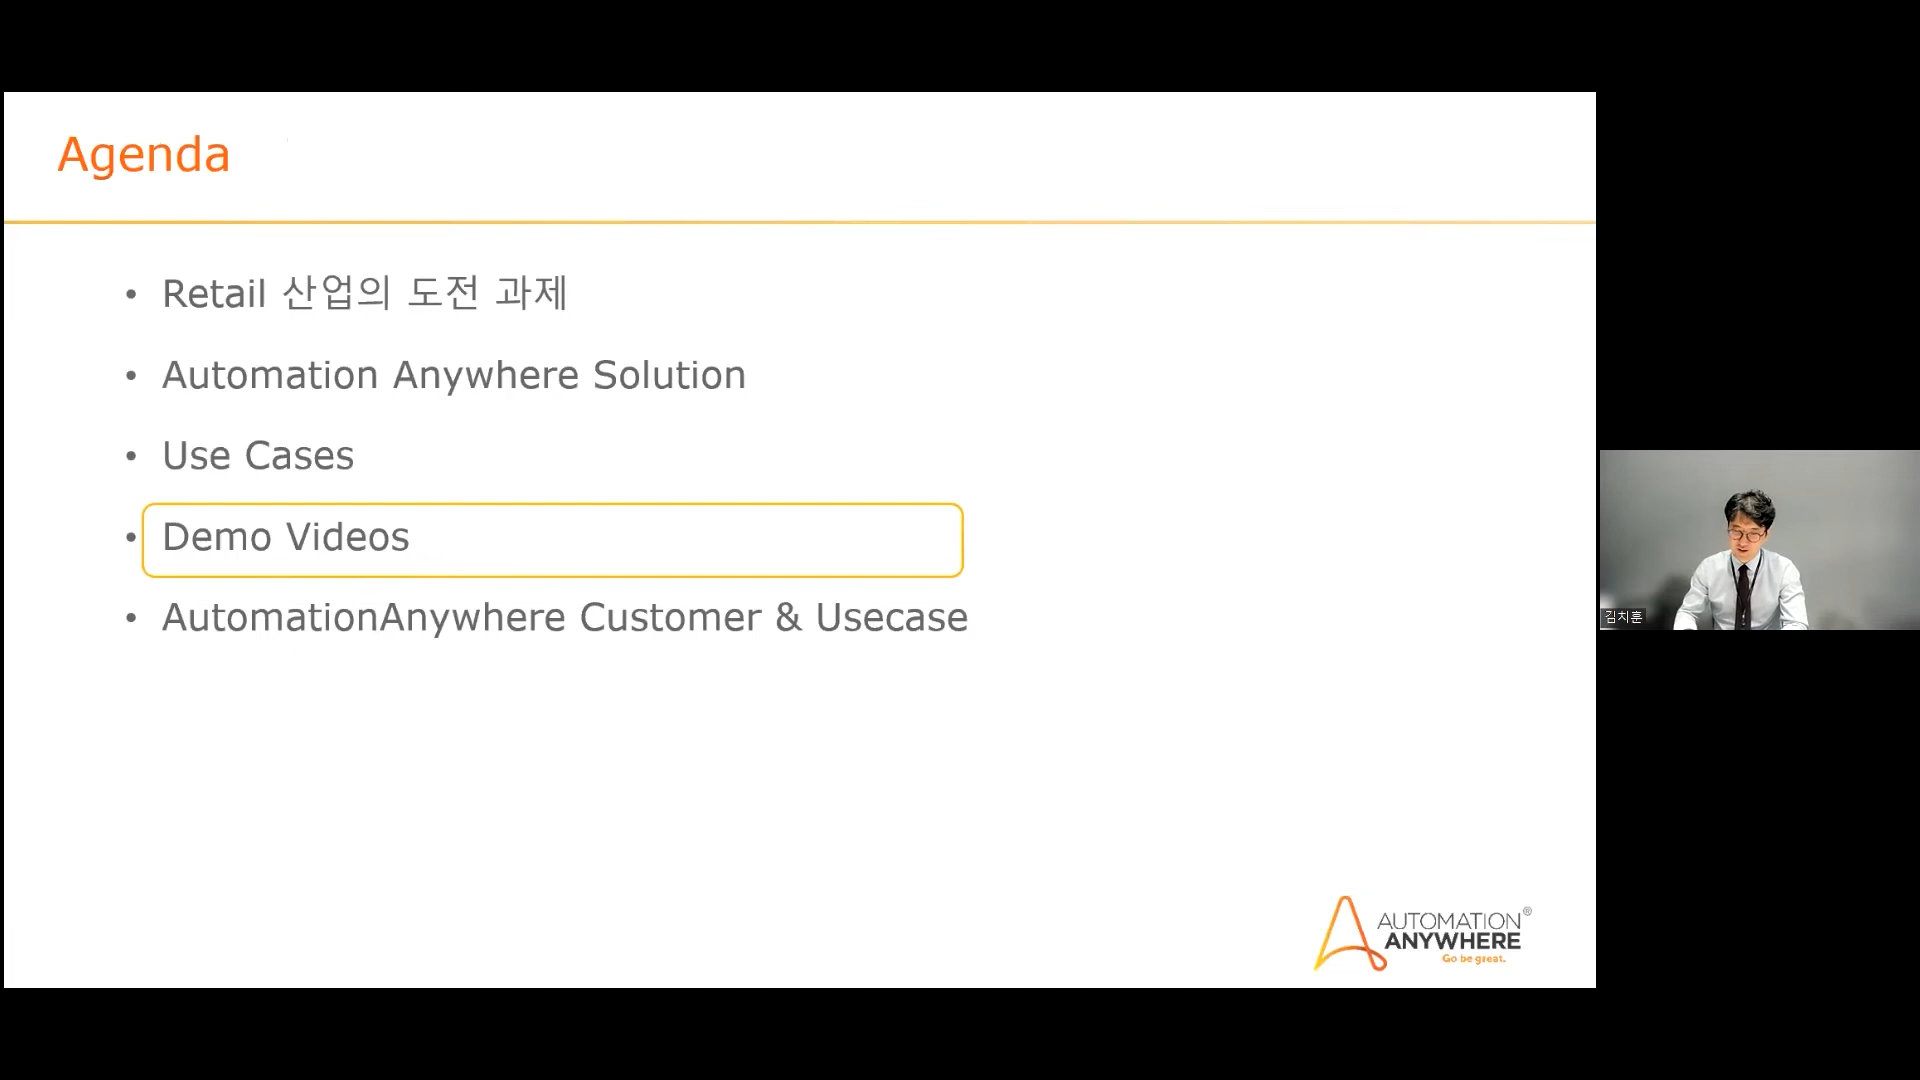 Agenda
• Retail 산업의 도전 과제
• Automation Anywhere Solution
• Use Cases
• Demo Videos
• AutomationAnywhere Customer & Usecase
김치훈
AUTOMATION®
ANYWHERE
Go be great.